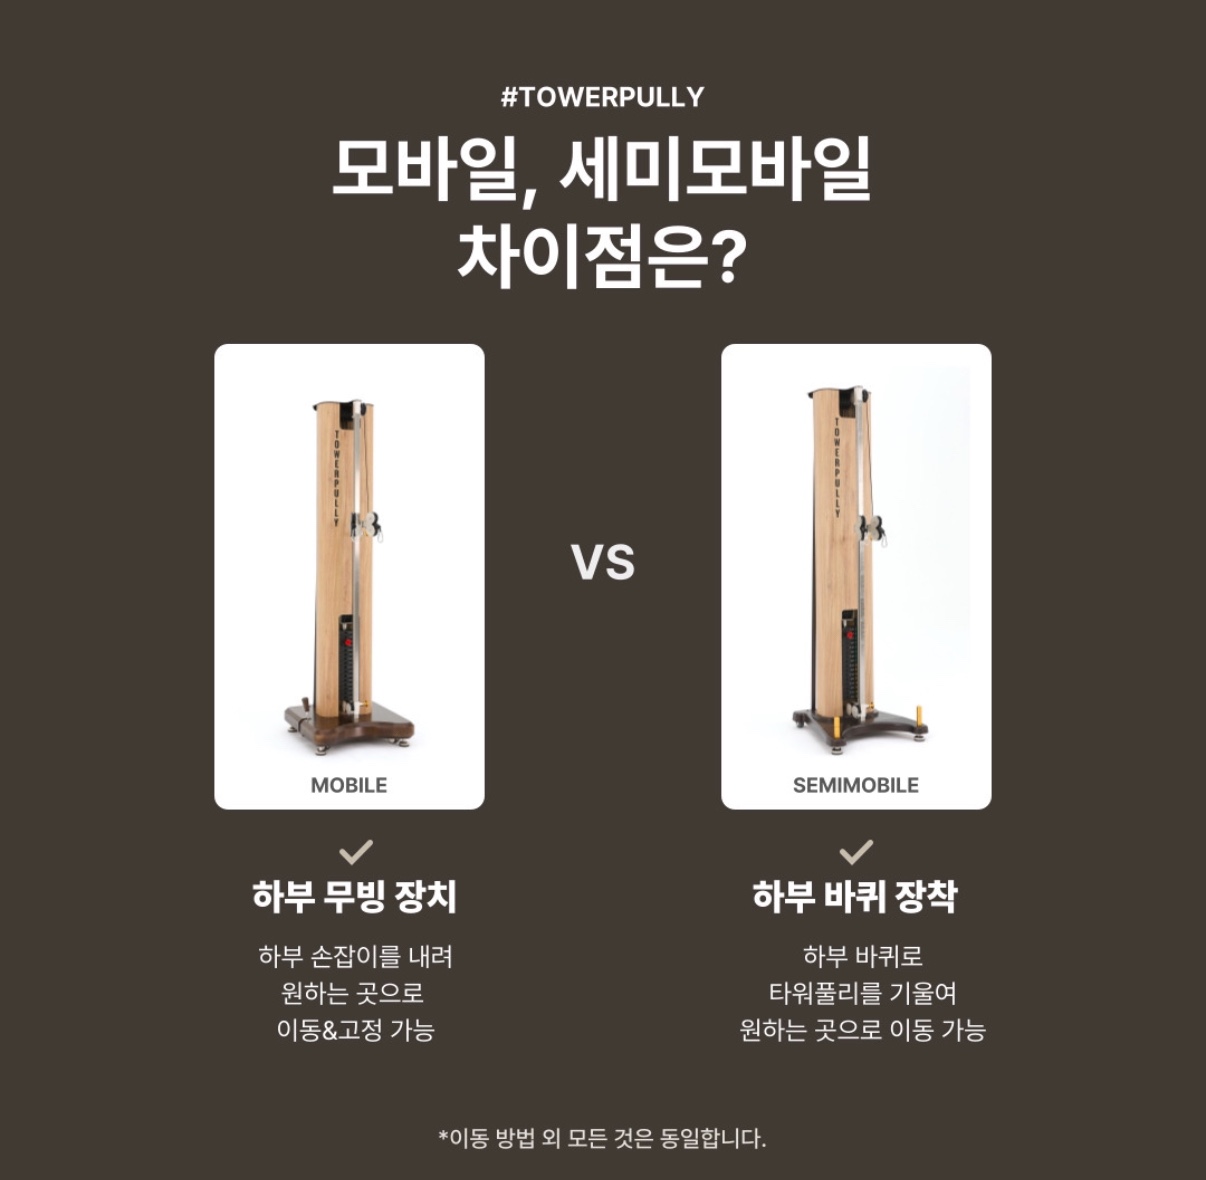 #TOWERPULLY
모바일, 세미모바일
차이점은?
TOWERPULLY
TOWERPULLY
VS
MOBILE
SEMIMOBILE
하부 무빙 장치
하부 손잡이를 내려
원하는 곳으로
이동&고정 가능
하부 바퀴 장착
하부 바퀴로
타워풀리를 기울여
원하는 곳으로 이동 가능
*이동 방법 외 모든 것은 동일합니다.